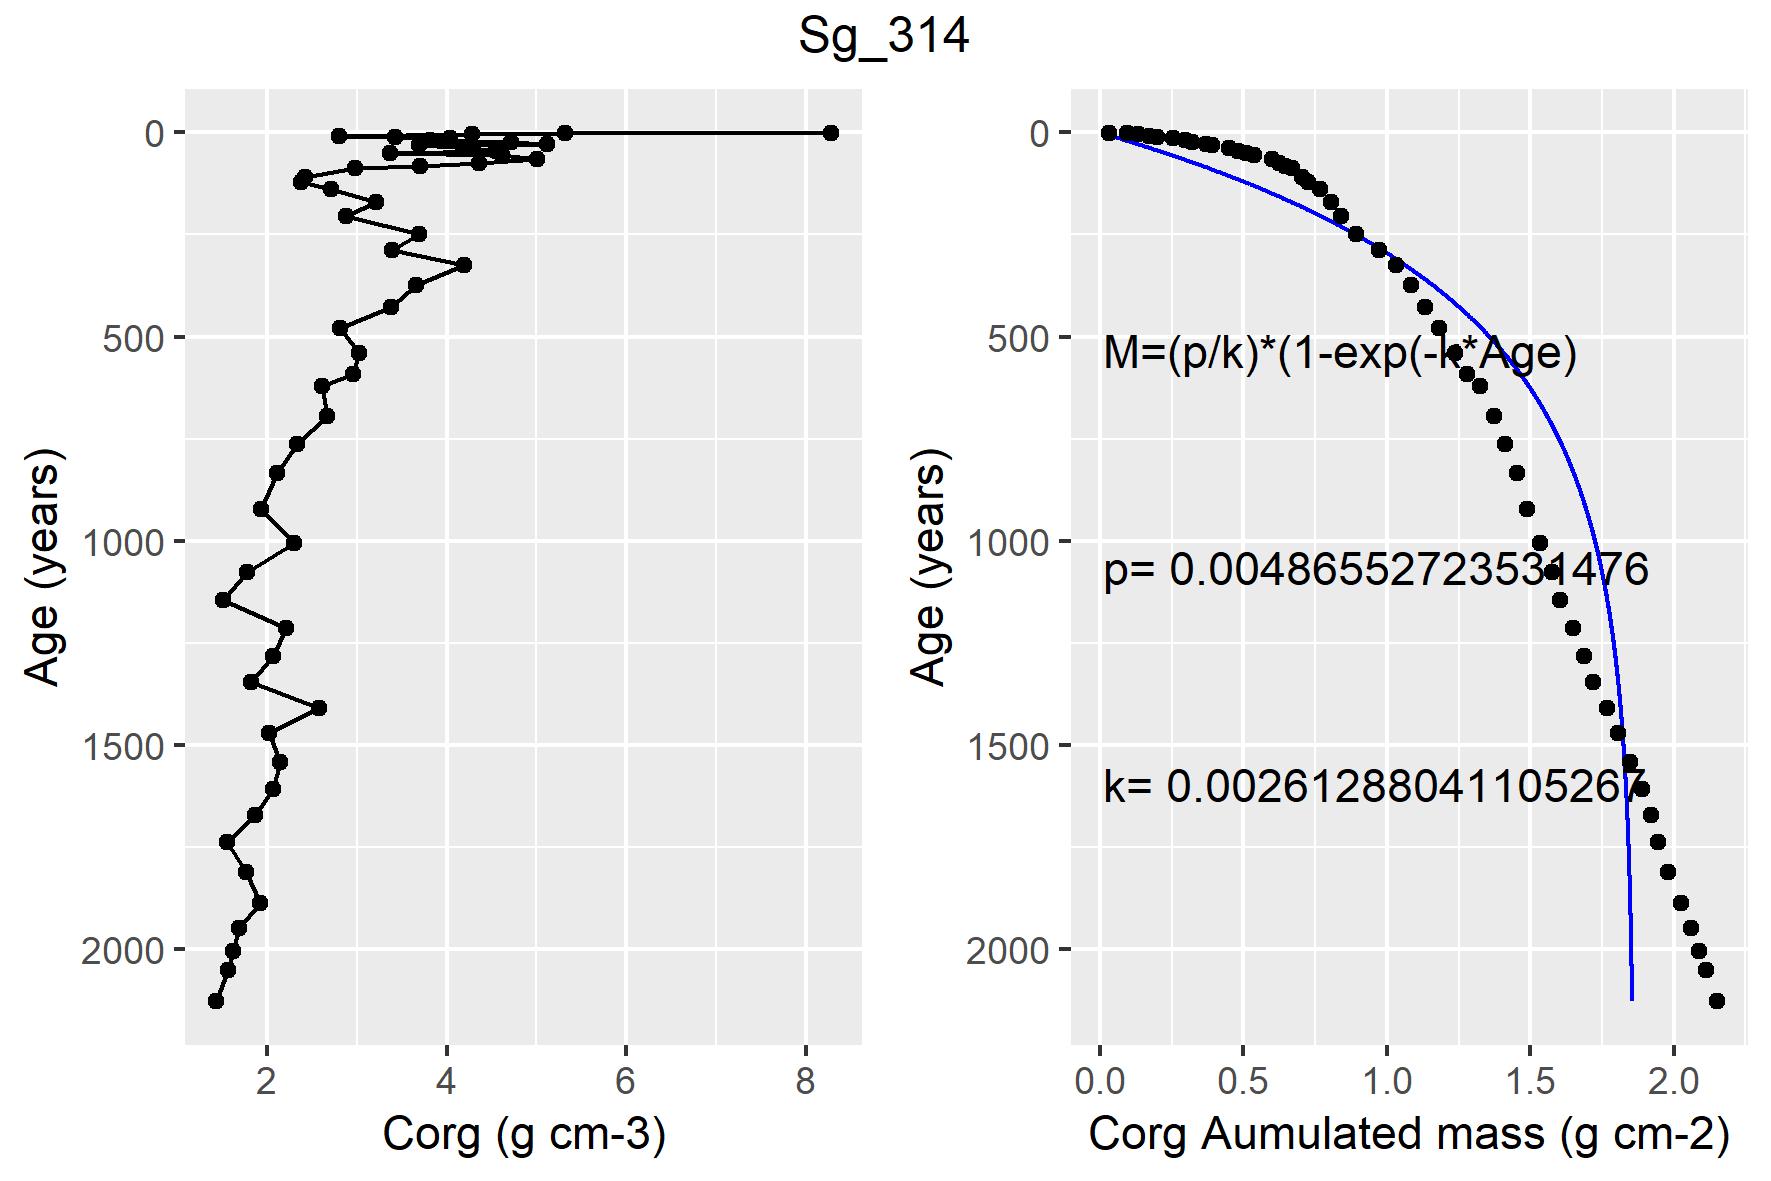 Sg_314
0
500
1000
1500
2000
2
4
6
8
Age (years)
Corg (g cm-3)
0
500
1000
1500
2000
0.0
0.5
1.0
1.5
2.0
Age (years)
Corg Aumulated mass (g cm-2)
M=(p/k)*(1-exp(-k*Age)
p= 0.00486552723531476
k= 0.00261288041105267